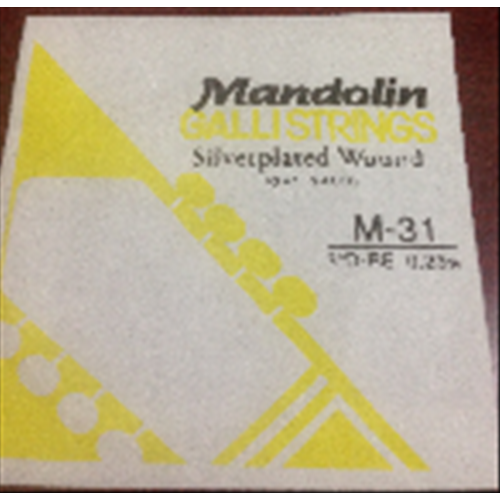 Mandolin
GALLI STRINGS
Silverplated Wound
M-31